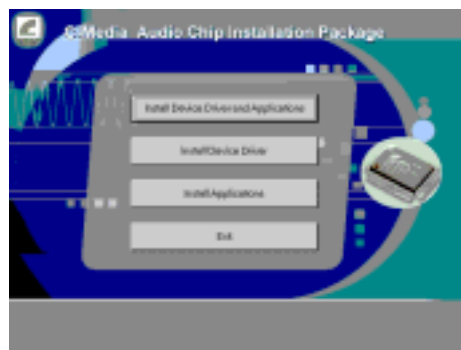 C-Media Audio Chip Installation Package
Install Device Driver and Applications
Install Device Driver
Install Applications
Exit